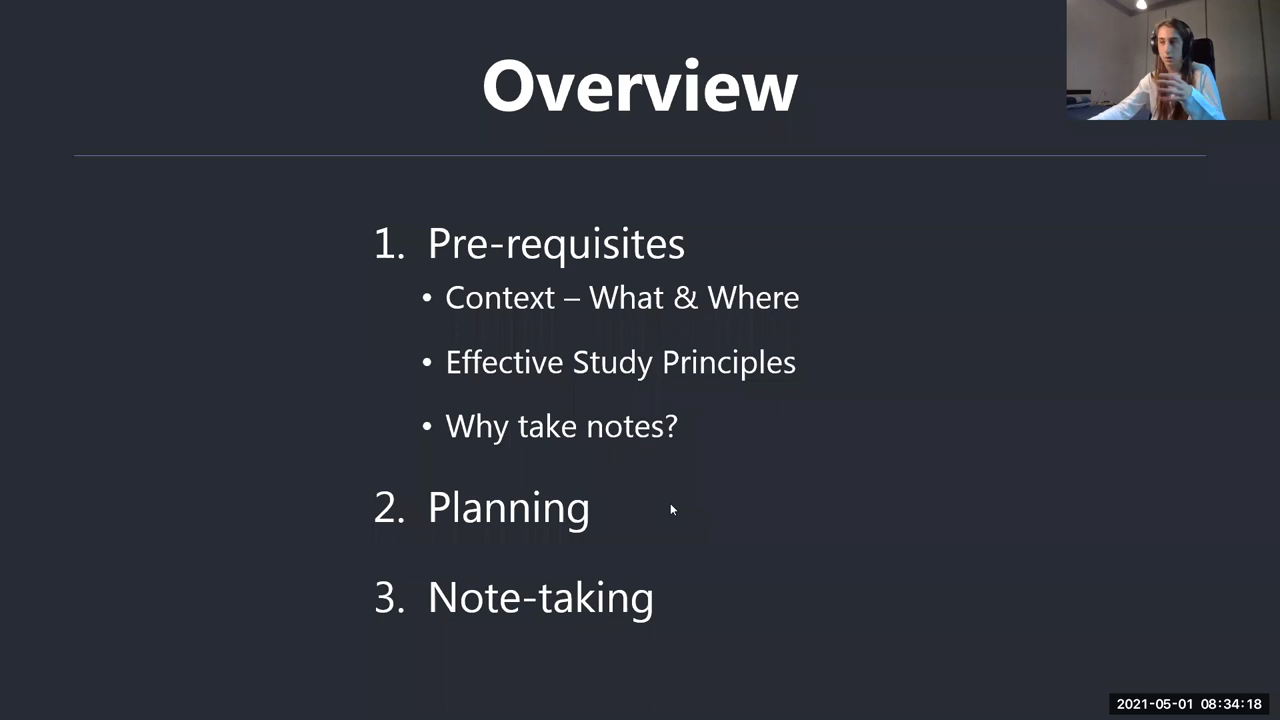 Overview
1. Pre-requisites
• Context – What & Where
• Effective Study Principles
• Why take notes?
2. Planning
3. Note-taking
2021-05-01 08:34:18